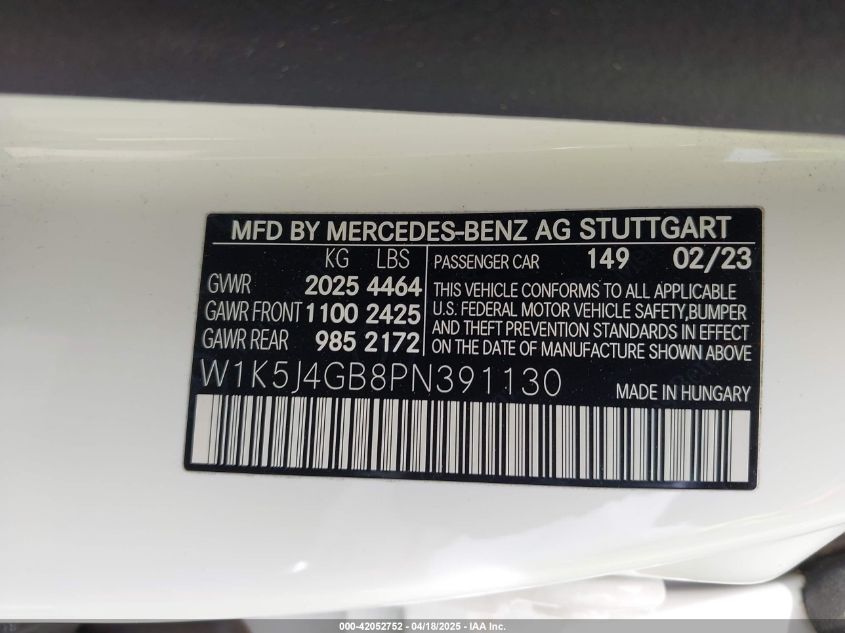 MFD BY MERCEDES-BENZ AG STUTTGART
KG LBS
GVWR 2025 4464
GAWR FRONT 1100 2425
GAWR REAR 985 2172
PASSENGER CAR 149 02/23
THIS VEHICLE CONFORMS TO ALL APPLICABLE
U.S. FEDERAL MOTOR VEHICLE SAFETY,BUMPER
AND THEFT PREVENTION STANDARDS IN EFFECT
ON THE DATE OF MANUFACTURE SHOWN ABOVE
W1K5J4GB8PN391130
MADE IN HUNGARY
000-42052752 - 04/18/2025 - IAA Inc.